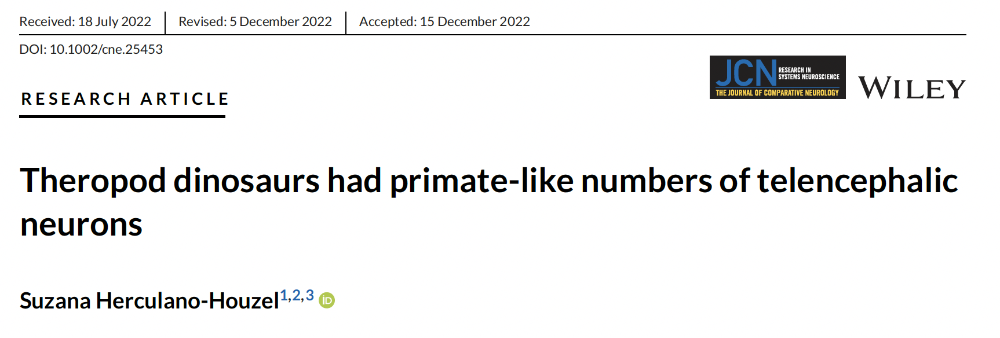 Received: 18 July 2022 | Revised: 5 December 2022 | Accepted: 15 December 2022
DOI: 10.1002/cne.25453
JCN RESEARCH IN
SYSTEMS NEUROSCIENCE
THE JOURNAL OF COMPARATIVE NEUROLOGY
WILEY
RESEARCH ARTICLE
Theropod dinosaurs had primate-like numbers of telencephalic
neurons
Suzana Herculano-Houzel1,2,3 iD